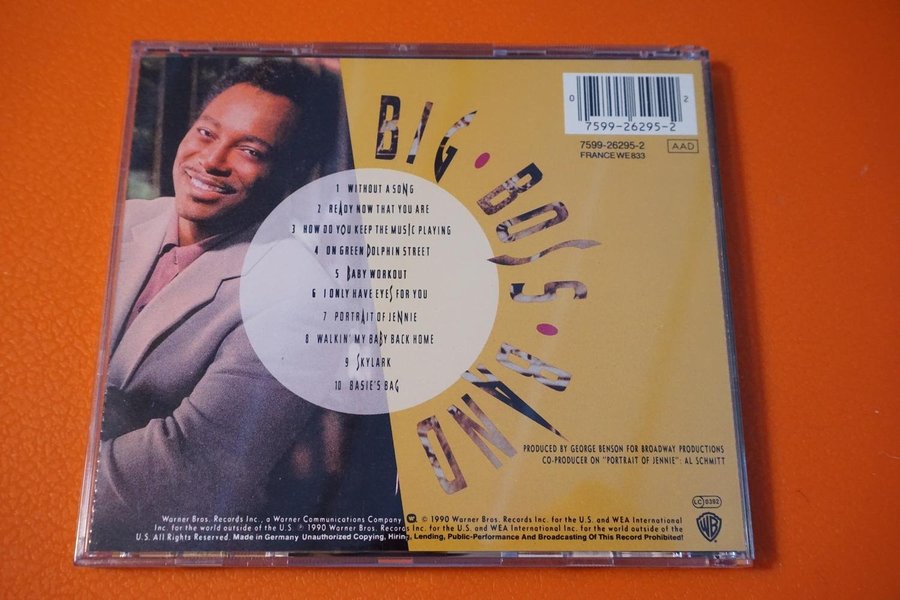 BIG • BOSS • BAND
0 7599-26295-2 2
7599-26295-2 AAD
FRANCE WE 833
1 WITHOUT A SONG
2 READY NOW THAT YOU ARE
3 HOW DO YOU KEEP THE MUSIC PLAYING
4 ON GREEN DOLPHIN STREET
5 BABY WORKOUT
6 I ONLY HAVE EYES FOR YOU
7 PORTRAIT OF JENNIE
8 WALKIN' MY BABY BACK HOME
9 SKYLARK
10 BASIE'S BAG
PRODUCED BY GEORGE BENSON FOR BROADWAY PRODUCTIONS
CO-PRODUCER ON "PORTRAIT OF JENNIE": AL SCHMITT
LC 0392
WB
Warner Bros. Records Inc., a Warner Communications Company W. © 1990 Warner Bros. Records Inc. for the U.S. and WEA International
Inc. for the world outside of the U.S. ℗ 1990 Warner Bros. Records Inc. for the U.S. and WEA International Inc. for the world outside of the
U.S. All Rights Reserved. Made in Germany Unauthorized Copying, Hiring, Lending, Public-Performance And Broadcasting Of This Record Prohibited!